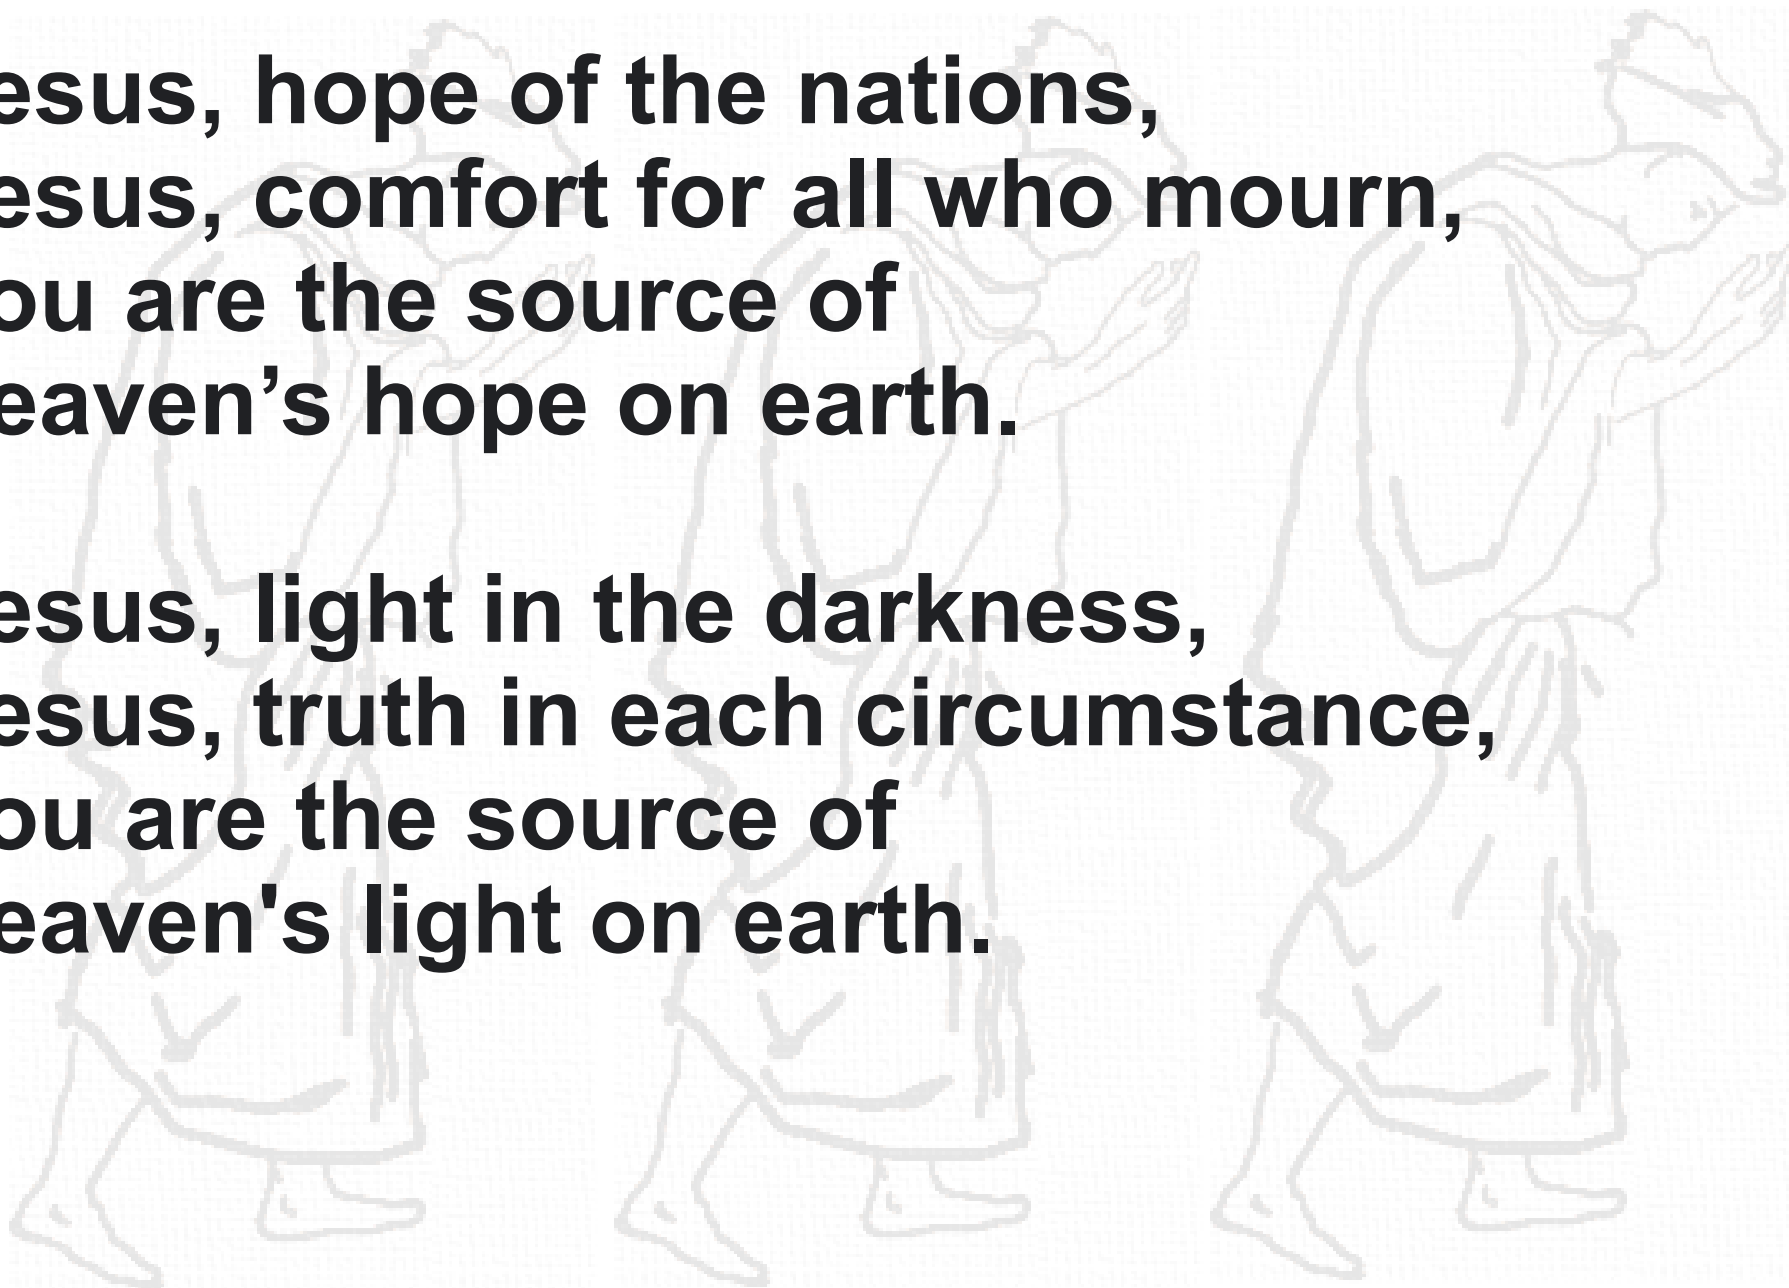 esus, hope of the nations,
esus, comfort for all who mourn,
ou are the source of
eaven’s hope on earth.
esus, light in the darkness,
esus, truth in each circumstance,
ou are the source of
eaven's light on earth.